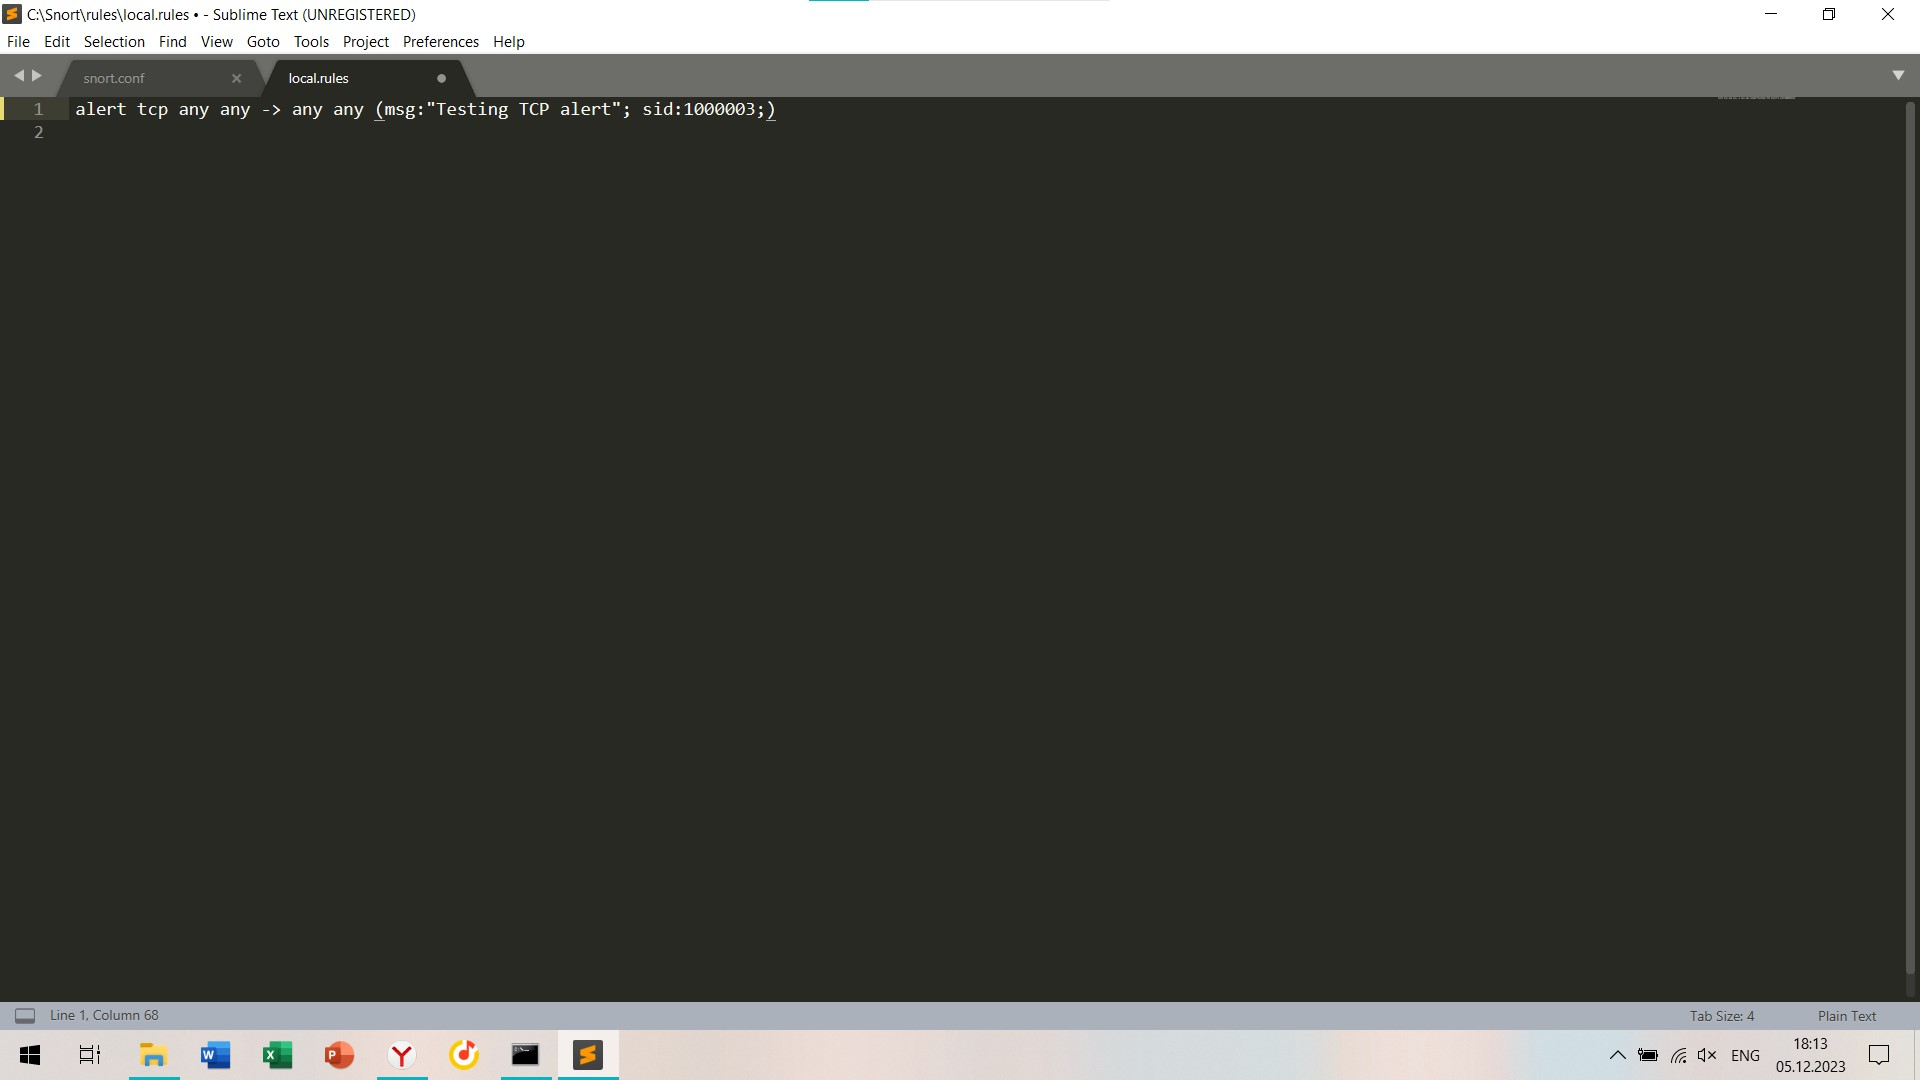 C:\Snort\rules\local.rules • - Sublime Text (UNREGISTERED)
File Edit Selection Find View Goto Tools Project Preferences Help
snort.conf local.rules
1 alert tcp any any -> any any (msg:"Testing TCP alert"; sid:1000003;)
2
Line 1, Column 68 Tab Size: 4 Plain Text
ENG 18:13
05.12.2023